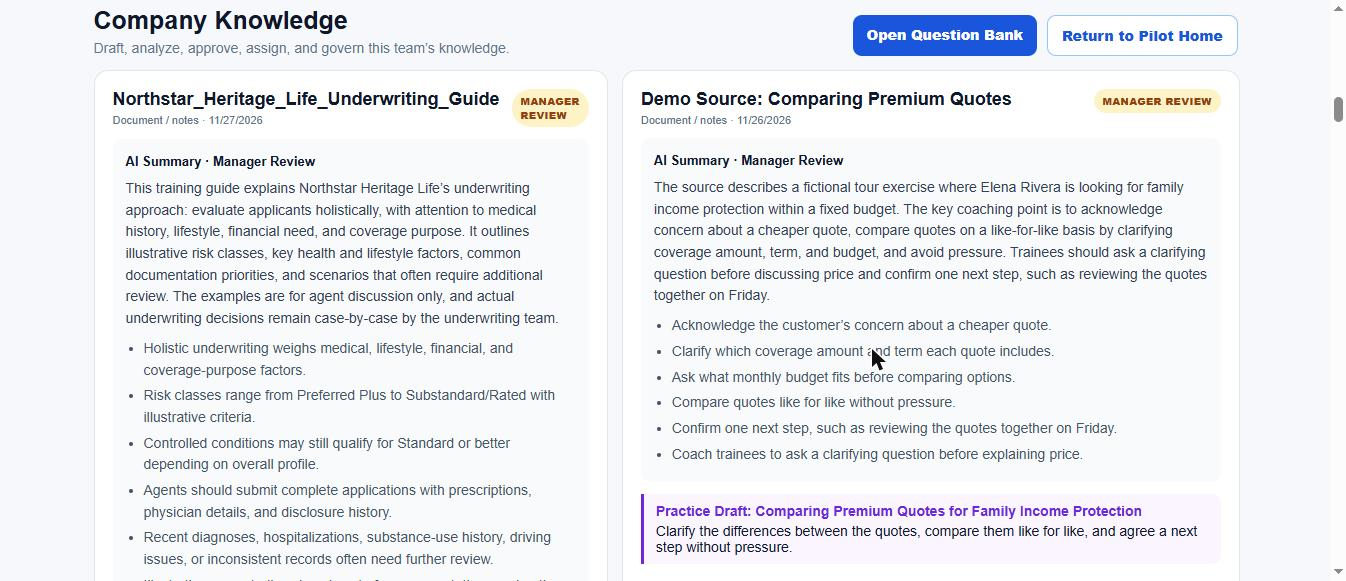 Company Knowledge
Draft, analyze, approve, assign, and govern this team's knowledge.
Open Question Bank
Return to Pilot Home
Northstar_Heritage_Life_Underwriting_Guide
MANAGER
REVIEW
Document / notes · 11/27/2026
AI Summary · Manager Review
This training guide explains Northstar Heritage Life's underwriting
approach: evaluate applicants holistically, with attention to medical
history, lifestyle, financial need, and coverage purpose. It outlines
illustrative risk classes, key health and lifestyle factors, common
documentation priorities, and scenarios that often require additional
review. The examples are for agent discussion only, and actual
underwriting decisions remain case-by-case by the underwriting team.
• Holistic underwriting weighs medical, lifestyle, financial, and
coverage-purpose factors.
• Risk classes range from Preferred Plus to Substandard/Rated with
illustrative criteria.
• Controlled conditions may still qualify for Standard or better
depending on overall profile.
• Agents should submit complete applications with prescriptions,
physician details, and disclosure history.
• Recent diagnoses, hospitalizations, substance-use history, driving
issues, or inconsistent records often need further review.
Demo Source: Comparing Premium Quotes
MANAGER REVIEW
Document / notes · 11/26/2026
AI Summary · Manager Review
The source describes a fictional tour exercise where Elena Rivera is looking for family
income protection within a fixed budget. The key coaching point is to acknowledge
concern about a cheaper quote, compare quotes on a like-for-like basis by clarifying
coverage amount, term, and budget, and avoid pressure. Trainees should ask a clarifying
question before discussing price and confirm one next step, such as reviewing the quotes
together on Friday.
• Acknowledge the customer's concern about a cheaper quote.
• Clarify which coverage amount and term each quote includes.
• Ask what monthly budget fits before comparing options.
• Compare quotes like for like without pressure.
• Confirm one next step, such as reviewing the quotes together on Friday.
• Coach trainees to ask a clarifying question before explaining price.
Practice Draft: Comparing Premium Quotes for Family Income Protection
Clarify the differences between the quotes, compare them like for like, and agree a next
step without pressure.